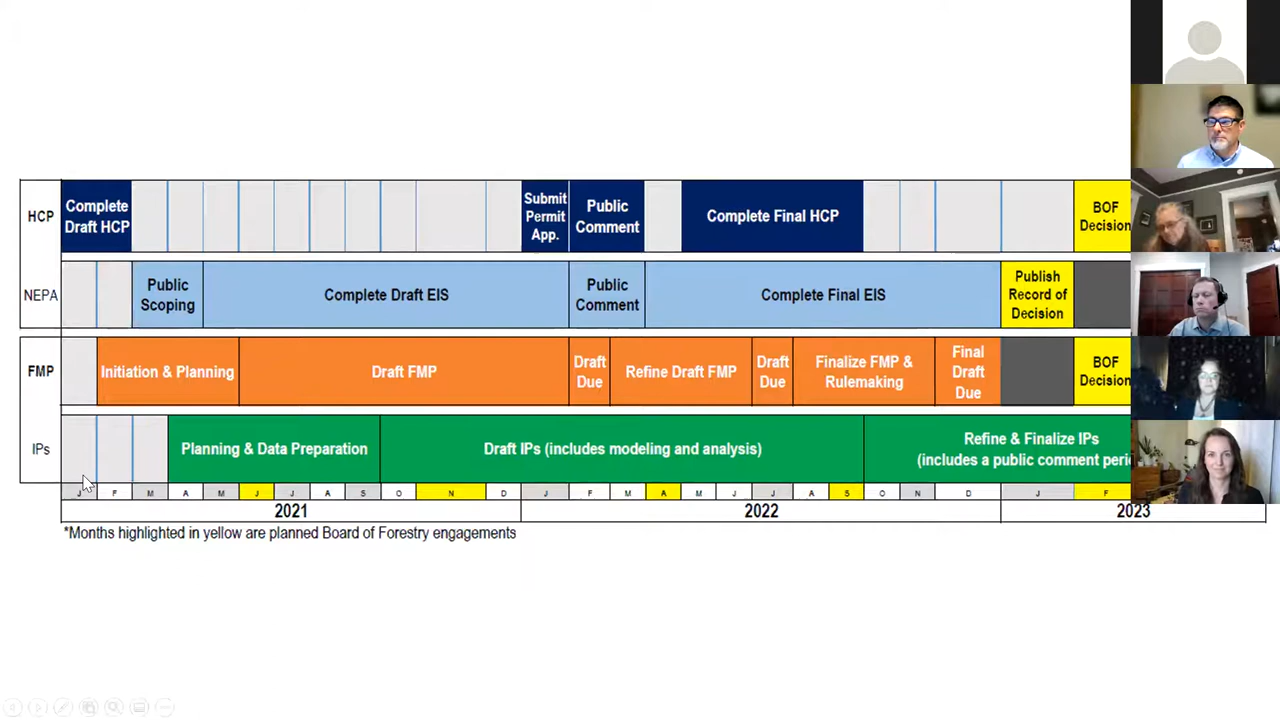 HCP
Complete
Draft HCP
Submit
Permit
App.
Public
Comment
Complete Final HCP
BOF
Decision
NEPA
Public
Scoping
Complete Draft EIS
Public
Comment
Complete Final EIS
Publish
Record of
Decision
FMP
Initiation & Planning
Draft FMP
Draft
Due
Refine Draft FMP
Draft
Due
Finalize FMP &
Rulemaking
Final
Draft
Due
BOF
Decision
IPs
Planning & Data Preparation
Draft IPs (includes modeling and analysis)
Refine & Finalize IPs
(includes a public comment peri
J F M A M J J A S O N D J F M A M J J A S O N D J F
2021 2022 2023
*Months highlighted in yellow are planned Board of Forestry engagements